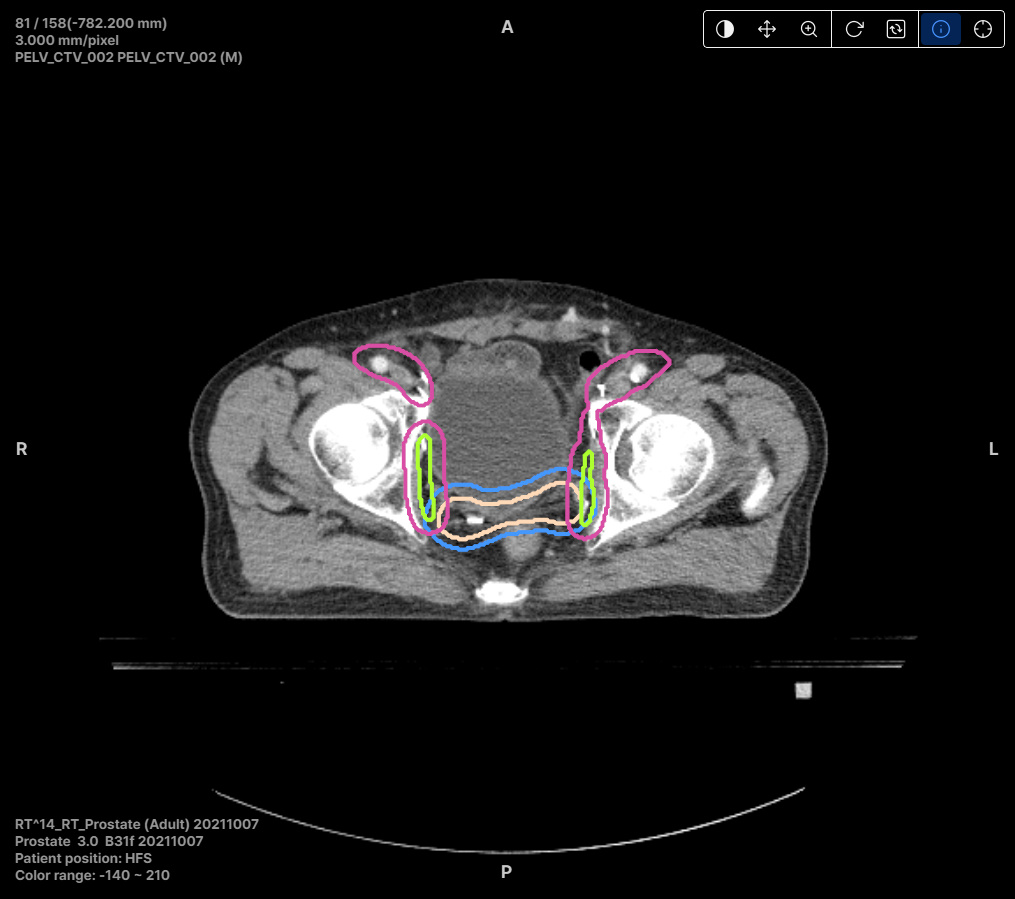 81 / 158(-782.200 mm)
3.000 mm/pixel
PELV_CTV_002 PELV_CTV_002 (M)
A
R
L
RT^14_RT_Prostate (Adult) 20211007
Prostate  3.0  B31f 20211007
Patient position: HFS
Color range: -140 ~ 210
P